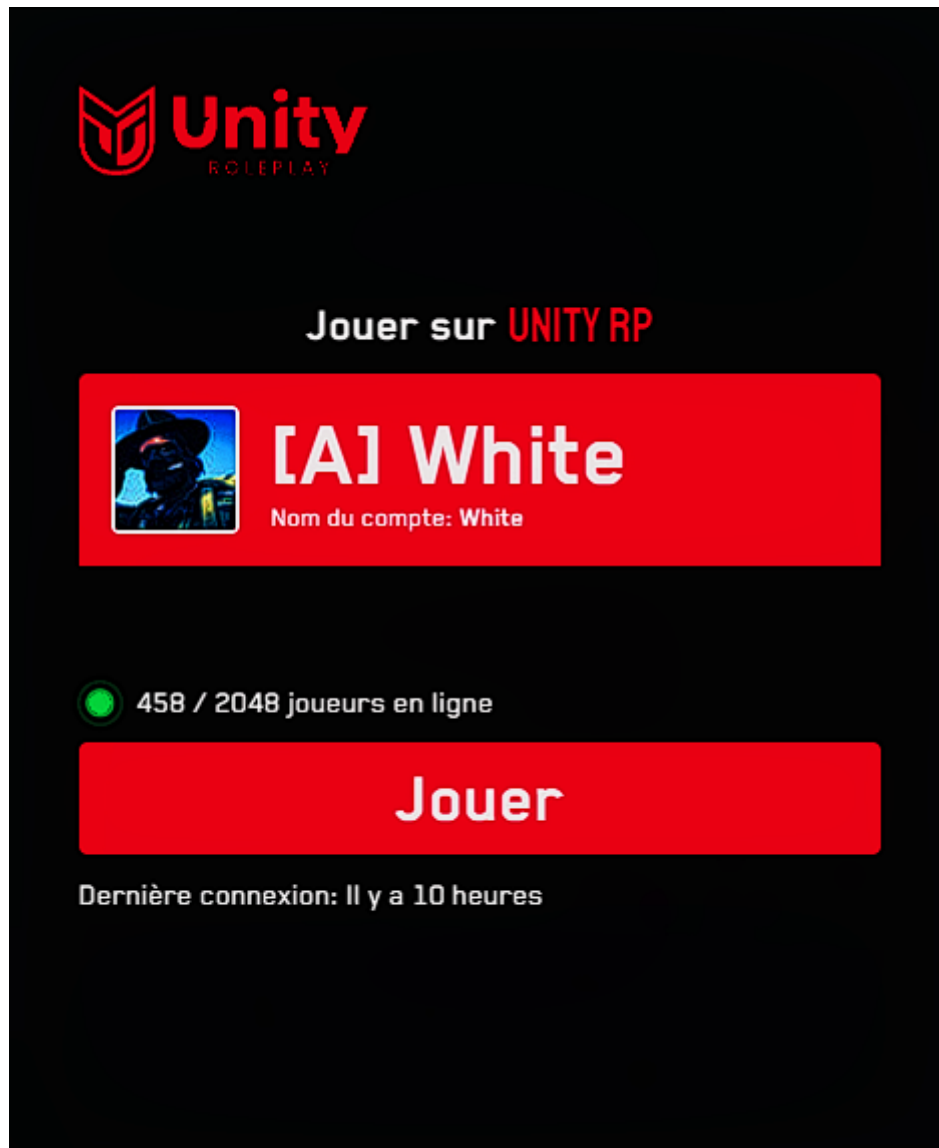 Unity
ROLEPLAY
Jouer sur UNITY RP
[A] White
Nom du compte: White
458 / 2048 joueurs en ligne
Jouer
Dernière connexion: Il y a 10 heures